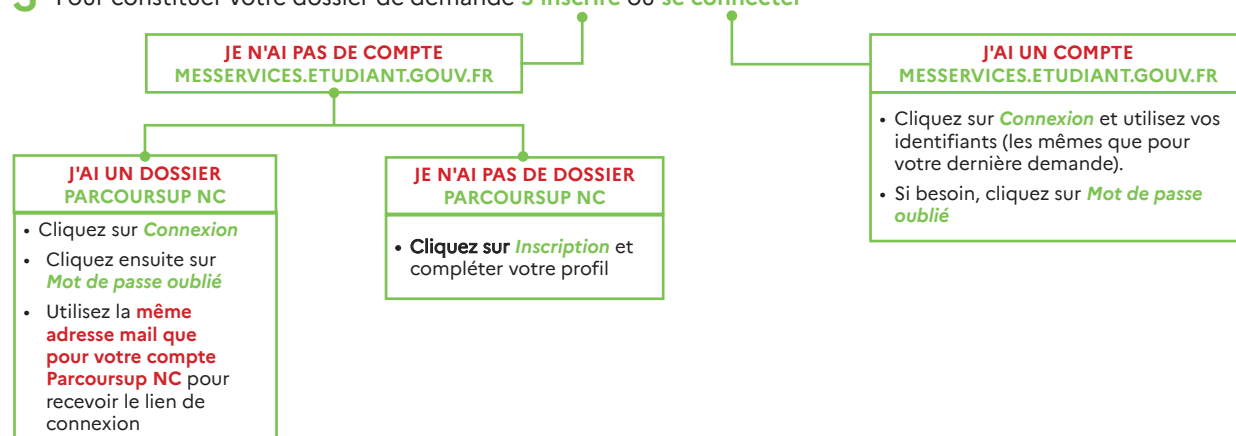 3 Pour constituer votre dossier de demande s'inscrire ou se connecter
JE N'AI PAS DE COMPTE
MESSERVICES.ETUDIANT.GOUV.FR
J'AI UN COMPTE
MESSERVICES.ETUDIANT.GOUV.FR
• Cliquez sur Connexion et utilisez vos
identifiants (les mêmes que pour
votre dernière demande).
• Si besoin, cliquez sur Mot de passe
oublié
J'AI UN DOSSIER
PARCOURSUP NC
• Cliquez sur Connexion
• Cliquez ensuite sur
Mot de passe oublié
• Utilisez la même
adresse mail que
pour votre compte
Parcoursup NC pour
recevoir le lien de
connexion
JE N'AI PAS DE DOSSIER
PARCOURSUP NC
• Cliquez sur Inscription et
compléter votre profil